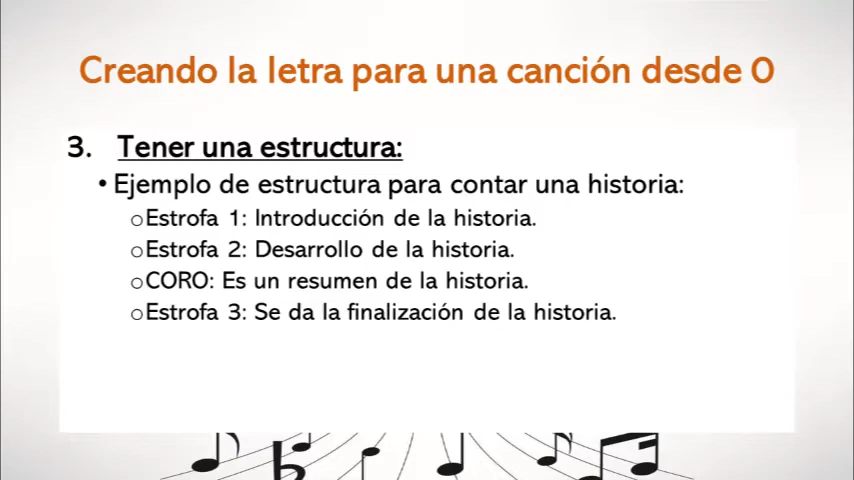 Creando la letra para una canción desde 0
3. Tener una estructura:
• Ejemplo de estructura para contar una historia:
○Estrofa 1: Introducción de la historia.
○Estrofa 2: Desarrollo de la historia.
○CORO: Es un resumen de la historia.
○Estrofa 3: Se da la finalización de la historia.